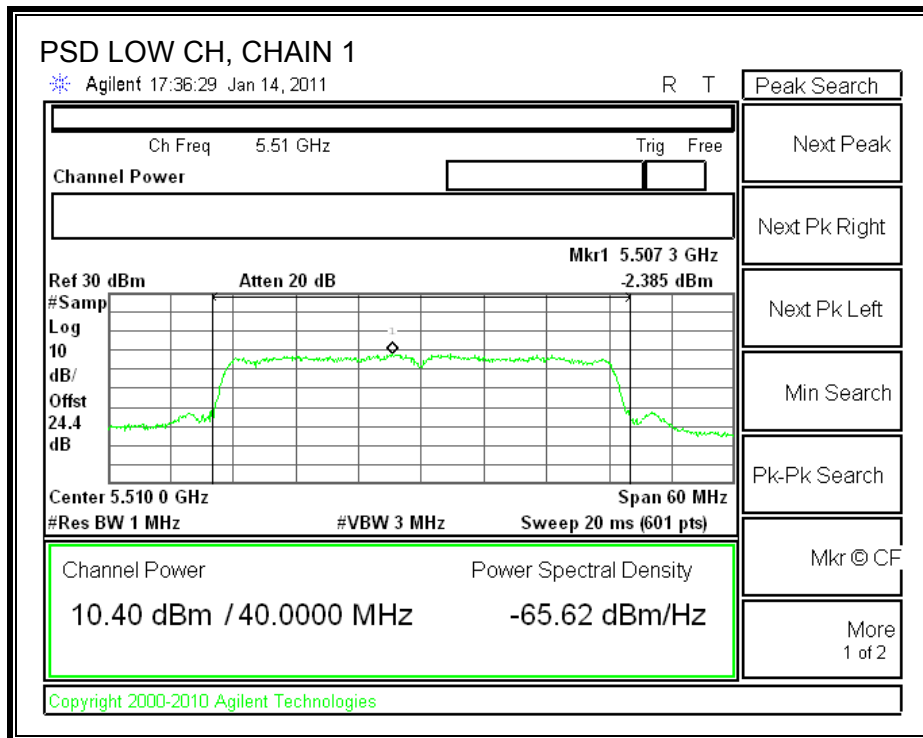 PSD LOW CH, CHAIN 1
Agilent 17:36:29 Jan 14, 2011 R T
Peak Search
Ch Freq 5.51 GHz Trig Free
Next Peak
Channel Power
Next Pk Right
Mkr1 5.507 3 GHz
Ref 30 dBm Atten 20 dB -2.385 dBm
#Samp
Next Pk Left
Log
1
10
dB/
Offst
Min Search
24.4
dB
Pk-Pk Search
Center 5.510 0 GHz Span 60 MHz
#Res BW 1 MHz #VBW 3 MHz Sweep 20 ms (601 pts)
Mkr © CF
Channel Power Power Spectral Density
10.40 dBm / 40.0000 MHz -65.62 dBm/Hz
More
1 of 2
Copyright 2000-2010 Agilent Technologies